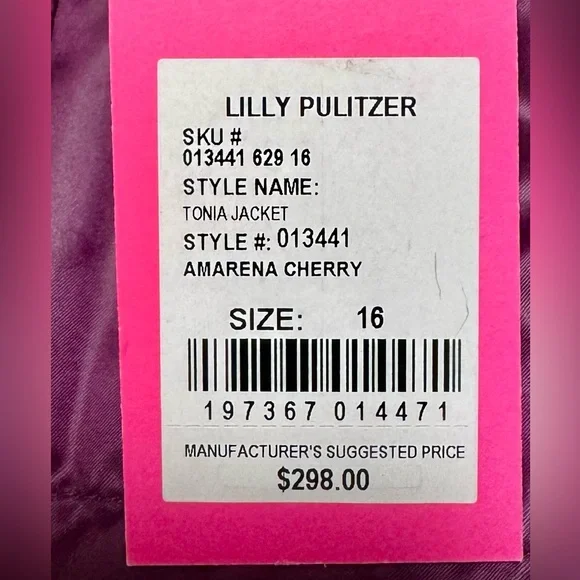 LILLY PULITZER
SKU #
013441 629 16
STYLE NAME:
TONIA JACKET
STYLE #: 013441
AMARENA CHERRY
SIZE: 16
197367 014471
MANUFACTURER'S SUGGESTED PRICE
$298.00